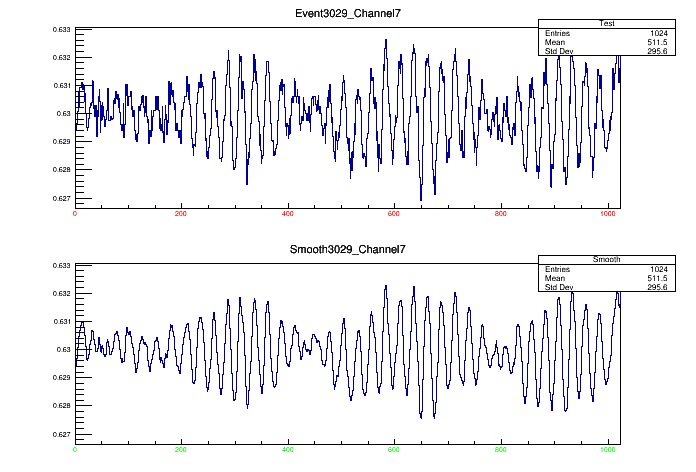 Event3029_Channel7
Test
Entries 1024
Mean 511.5
Std Dev 295.6
0.633
0.632
0.631
0.63
0.629
0.628
0.627
0 200 400 600 800 1000
Smooth3029_Channel7
Smooth
Entries 1024
Mean 511.5
Std Dev 295.6
0.633
0.632
0.631
0.63
0.629
0.628
0.627
0 200 400 600 800 1000